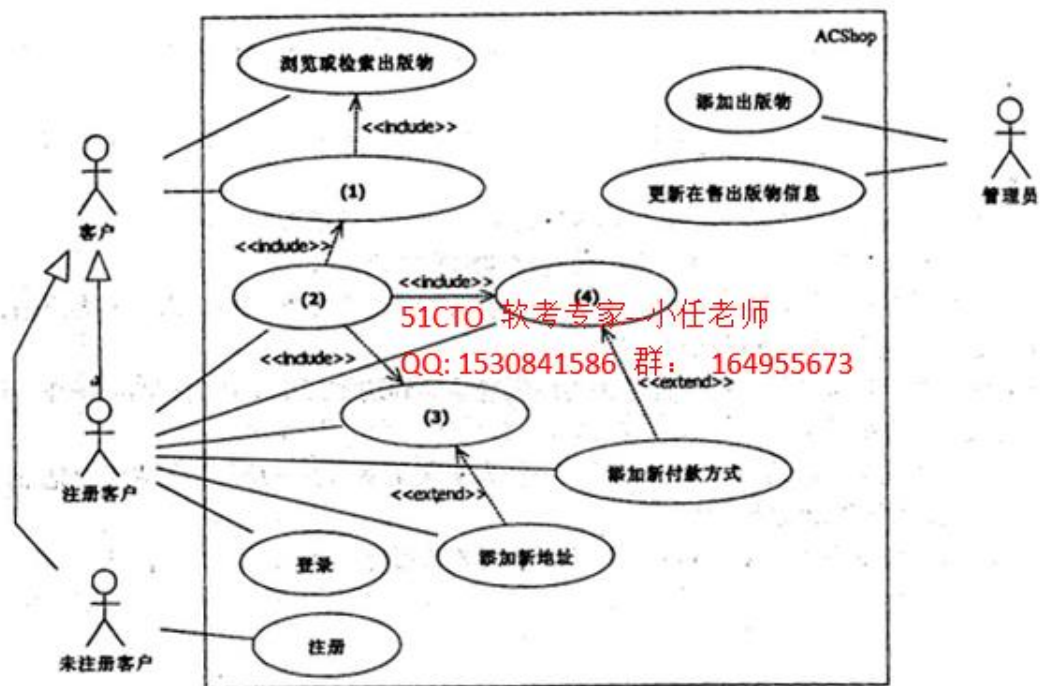 ACShop
浏览或检索出版物
添加出版物
<<include>>
(1)
更新在售出版物信息
管理员
客户
<<include>>
(2)
<<include>>
(4)
51CTO 软考专家--小任老师
<<include>>
QQ: 1530841586 群： 164955673
<<extend>>
(3)
添加新付款方式
注册客户
<<extend>>
登录
添加新地址
注册
未注册客户